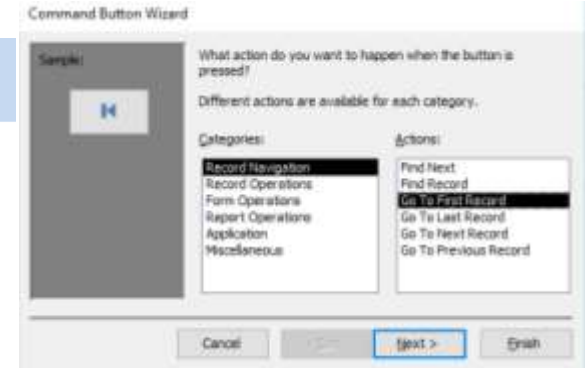 Command Button Wizard
Sample:
What action do you want to happen when the button is
pressed?
Different actions are available for each category.
Categories:
Actions:
Record Navigation
Record Operations
Form Operations
Report Operations
Application
Miscellaneous
Find Next
Find Record
Go To First Record
Go To Last Record
Go To Next Record
Go To Previous Record
Cancel
Next >
Finish